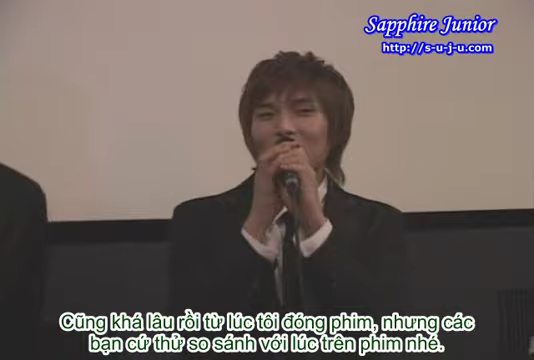 Sapphire Junior
http://s-u-j-u.com
Cũng khá lâu rồi từ lúc tôi đóng phim, nhưng các
bạn cứ thử so sánh với lúc trên phim nhé.